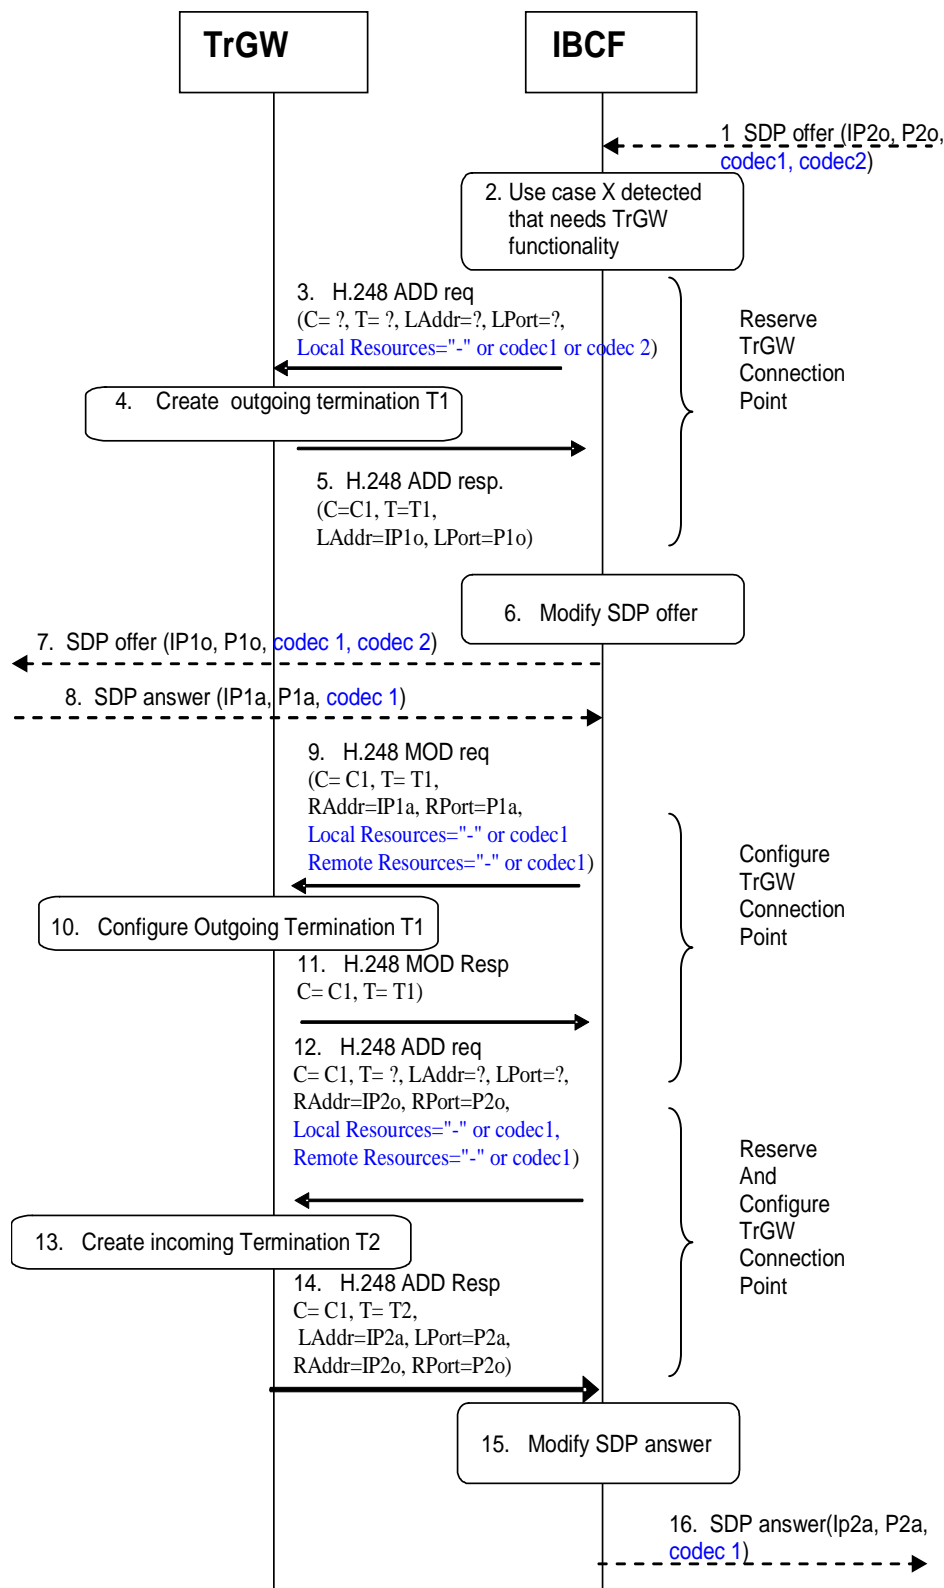 TrGW
IBCF
1 SDP offer (IP2o, P2o,
codec1, codec2)
2. Use case X detected
that needs TrGW
functionality
3. H.248 ADD req
(C= ?, T= ?, LAddr=?, LPort=?,
Local Resources="-" or codec1 or codec 2)
Reserve
TrGW
Connection
Point
4. Create outgoing termination T1
5. H.248 ADD resp.
(C=C1, T=T1,
LAddr=IP1o, LPort=P1o)
6. Modify SDP offer
7. SDP offer (IP1o, P1o, codec 1, codec 2)
8. SDP answer (IP1a, P1a, codec 1)
9. H.248 MOD req
(C= C1, T= T1,
RAddr=IP1a, RPort=P1a,
Local Resources="-" or codec1
Remote Resources="-" or codec1)
Configure
TrGW
Connection
Point
10. Configure Outgoing Termination T1
11. H.248 MOD Resp
C= C1, T= T1)
12. H.248 ADD req
C= C1, T= ?, LAddr=?, LPort=?,
RAddr=IP2o, RPort=P2o,
Local Resources="-" or codec1,
Remote Resources="-" or codec1)
Reserve
And
Configure
TrGW
Connection
Point
13. Create incoming Termination T2
14. H.248 ADD Resp
C= C1, T= T2,
LAddr=IP2a, LPort=P2a,
RAddr=IP2o, RPort=P2o)
15. Modify SDP answer
16. SDP answer(Ip2a, P2a,
codec 1)